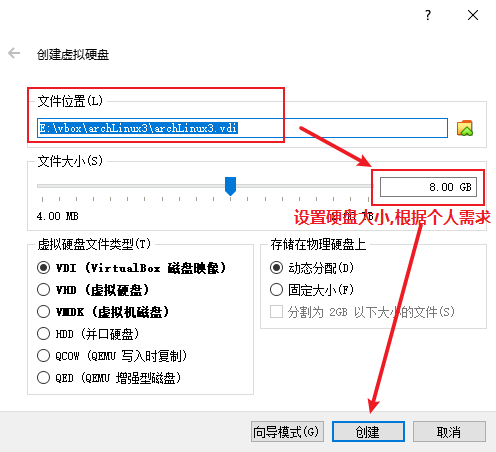 ?
创建虚拟硬盘
文件位置(L)
E:\vbox\archLinux3\archLinux3.vdi
文件大小(S)
8.00 GB
设置硬盘大小,根据个人需求
4.00 MB
虚拟硬盘文件类型(T)
存储在物理硬盘上
VDI (VirtualBox 磁盘映像)
动态分配(D)
VHD (虚拟硬盘)
固定大小(F)
VMDK (虚拟机磁盘)
分割为 2GB 以下大小的文件(S)
HDD (并口硬盘)
QCOW (QEMU 写入时复制)
QED (QEMU 增强型磁盘)
向导模式(G)
创建
取消